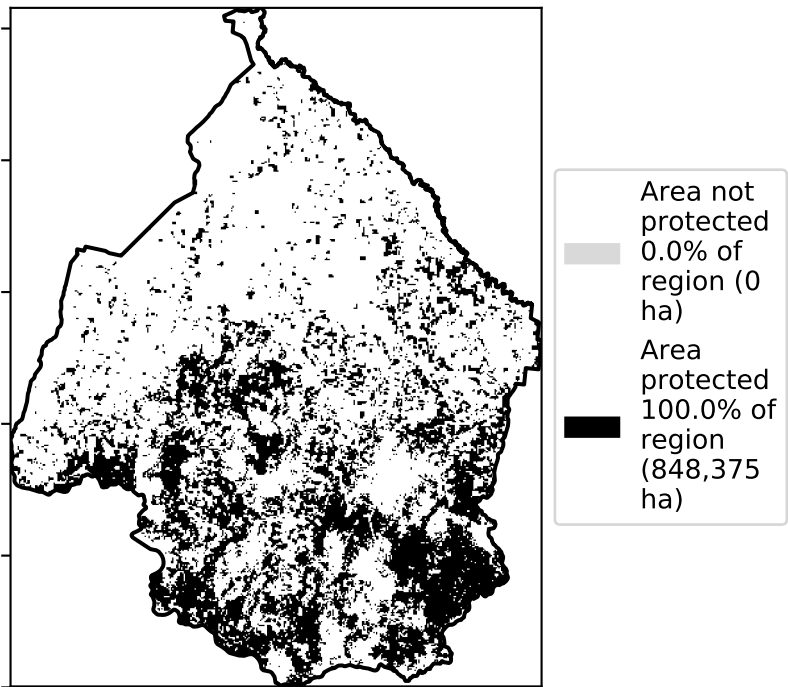 Area not
protected
0.0% of
region (0
ha)
Area
protected
100.0% of
region
(848,375
ha)